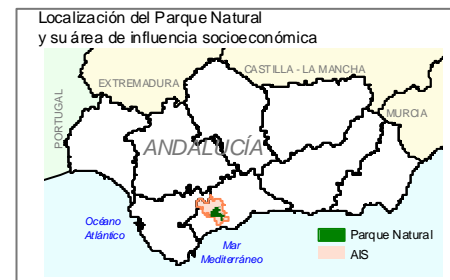 Localización del Parque Natural
y su área de influencia socioeconómica
CASTILLA - LA MANCHA
EXTREMADURA
MURCIA
PORTUGAL
ANDALUCÍA
Océano
Atlántico
Mar
Mediterráneo
Parque Natural
AIS